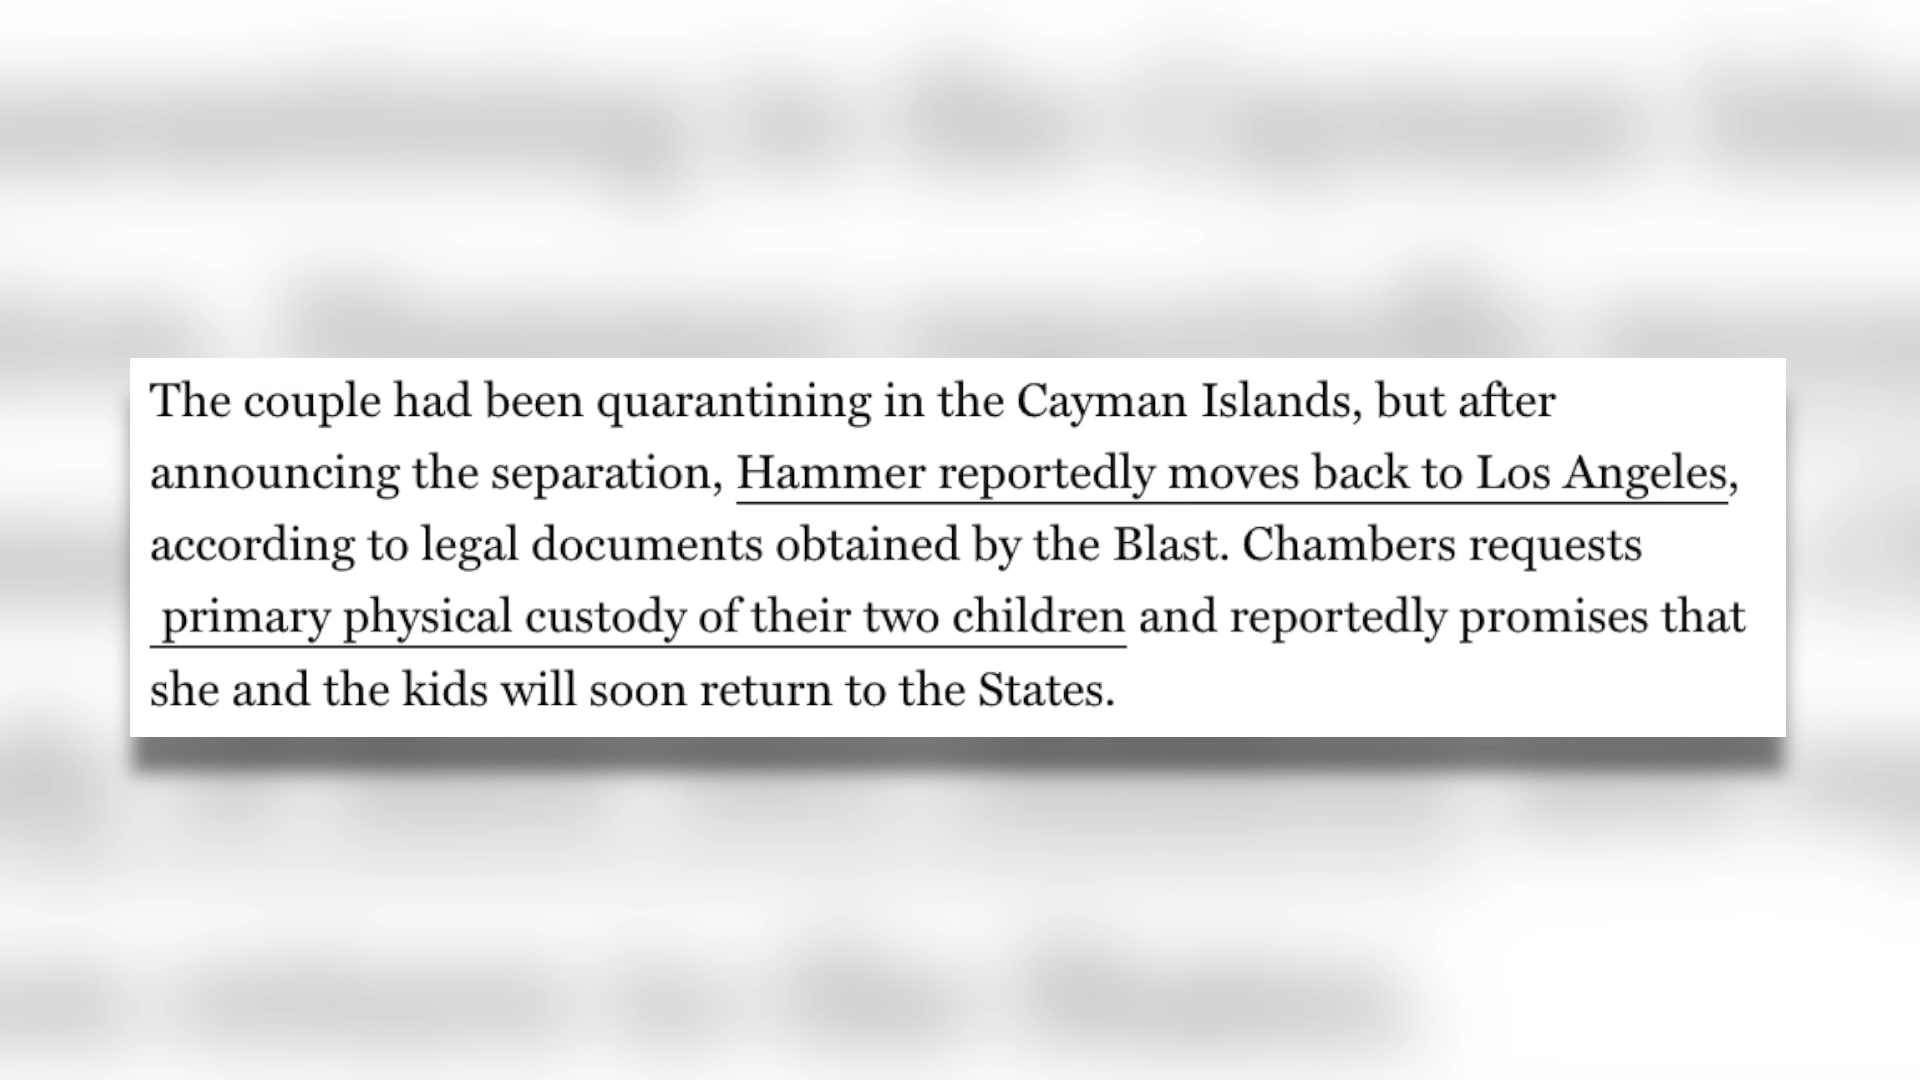 The couple had been quarantining in the Cayman Islands, but after
announcing the separation, Hammer reportedly moves back to Los Angeles,
according to legal documents obtained by the Blast. Chambers requests
primary physical custody of their two children and reportedly promises that
she and the kids will soon return to the States.